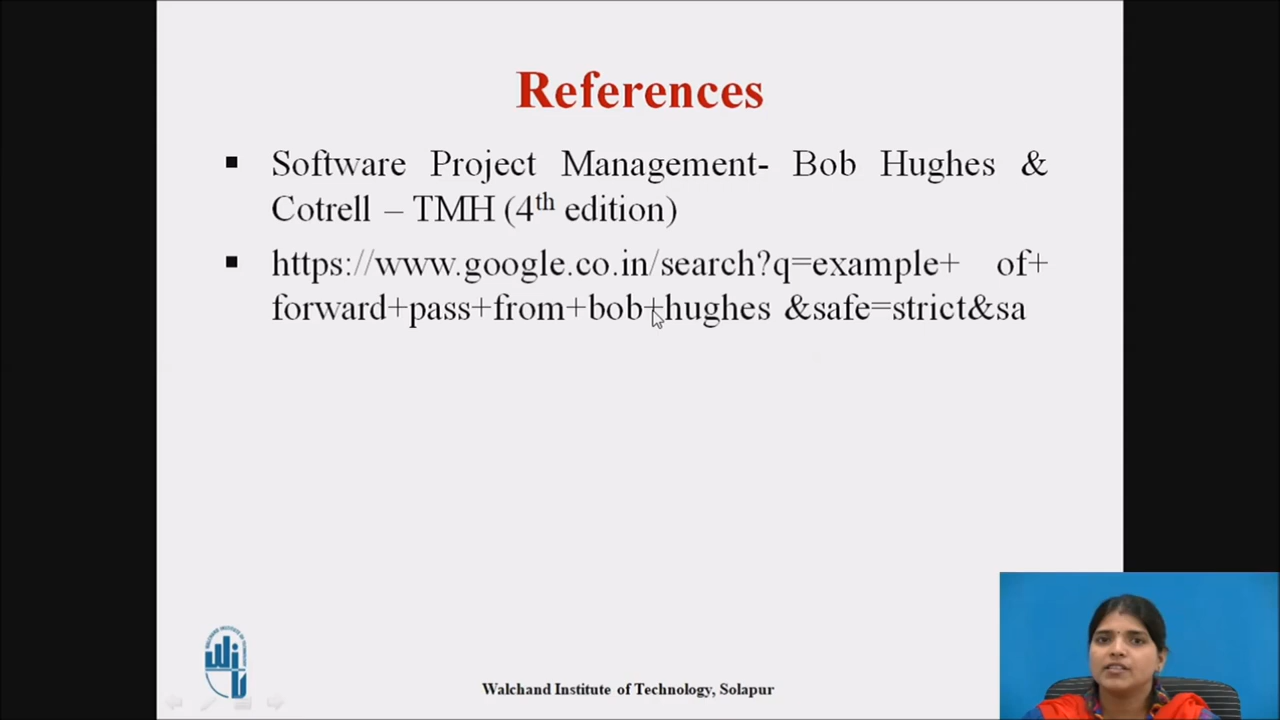 References
▪ Software Project Management- Bob Hughes &
Cotrell – TMH (4th edition)
▪ https://www.google.co.in/search?q=example+ of+
forward+pass+from+bob+hughes &safe=strict&sa
Walchand Institute of Technology, Solapur